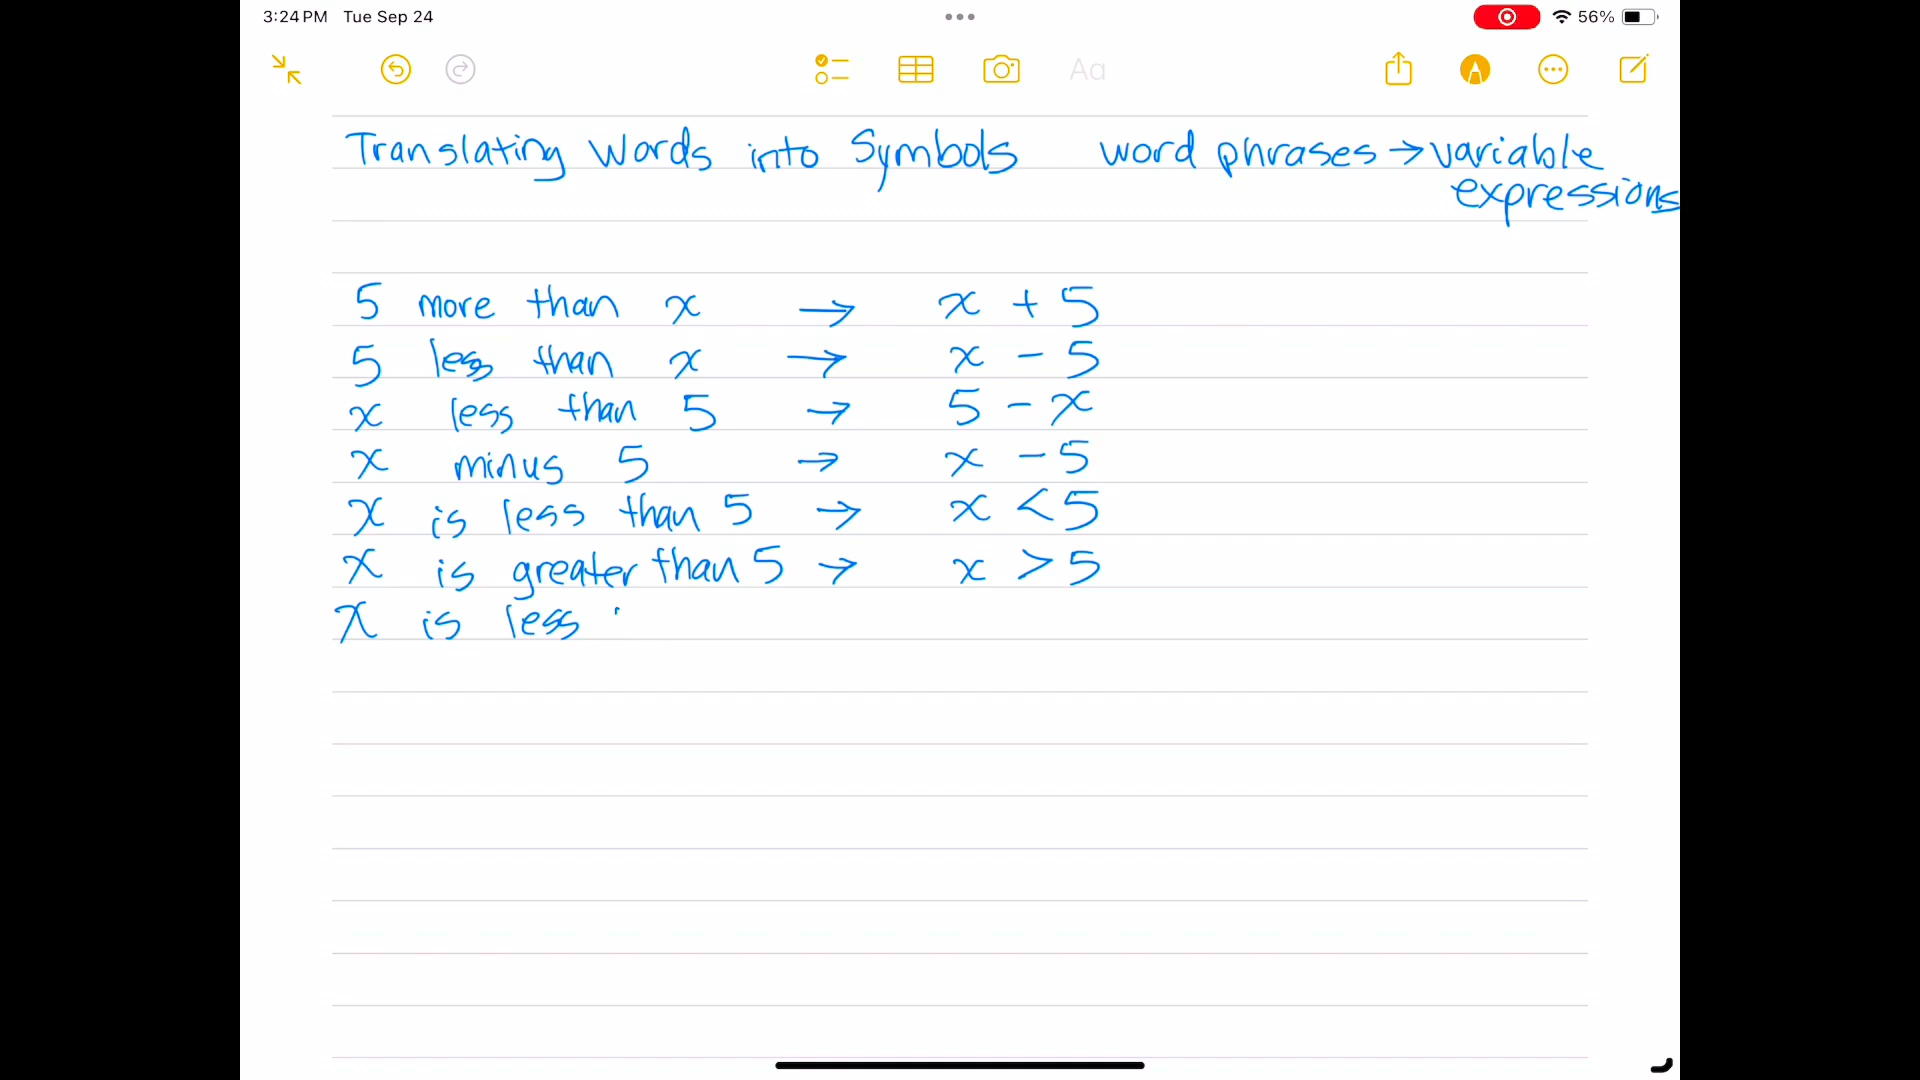 3:24 PM Tue Sep 24 56%
Aa
Translating Words into Symbols word phrases → variable
expressions
5 more than x → x + 5
5 less than x → x - 5
x less than 5 → 5 - x
x minus 5 → x - 5
x is less than 5 → x < 5
x is greater than 5 → x > 5
x is less